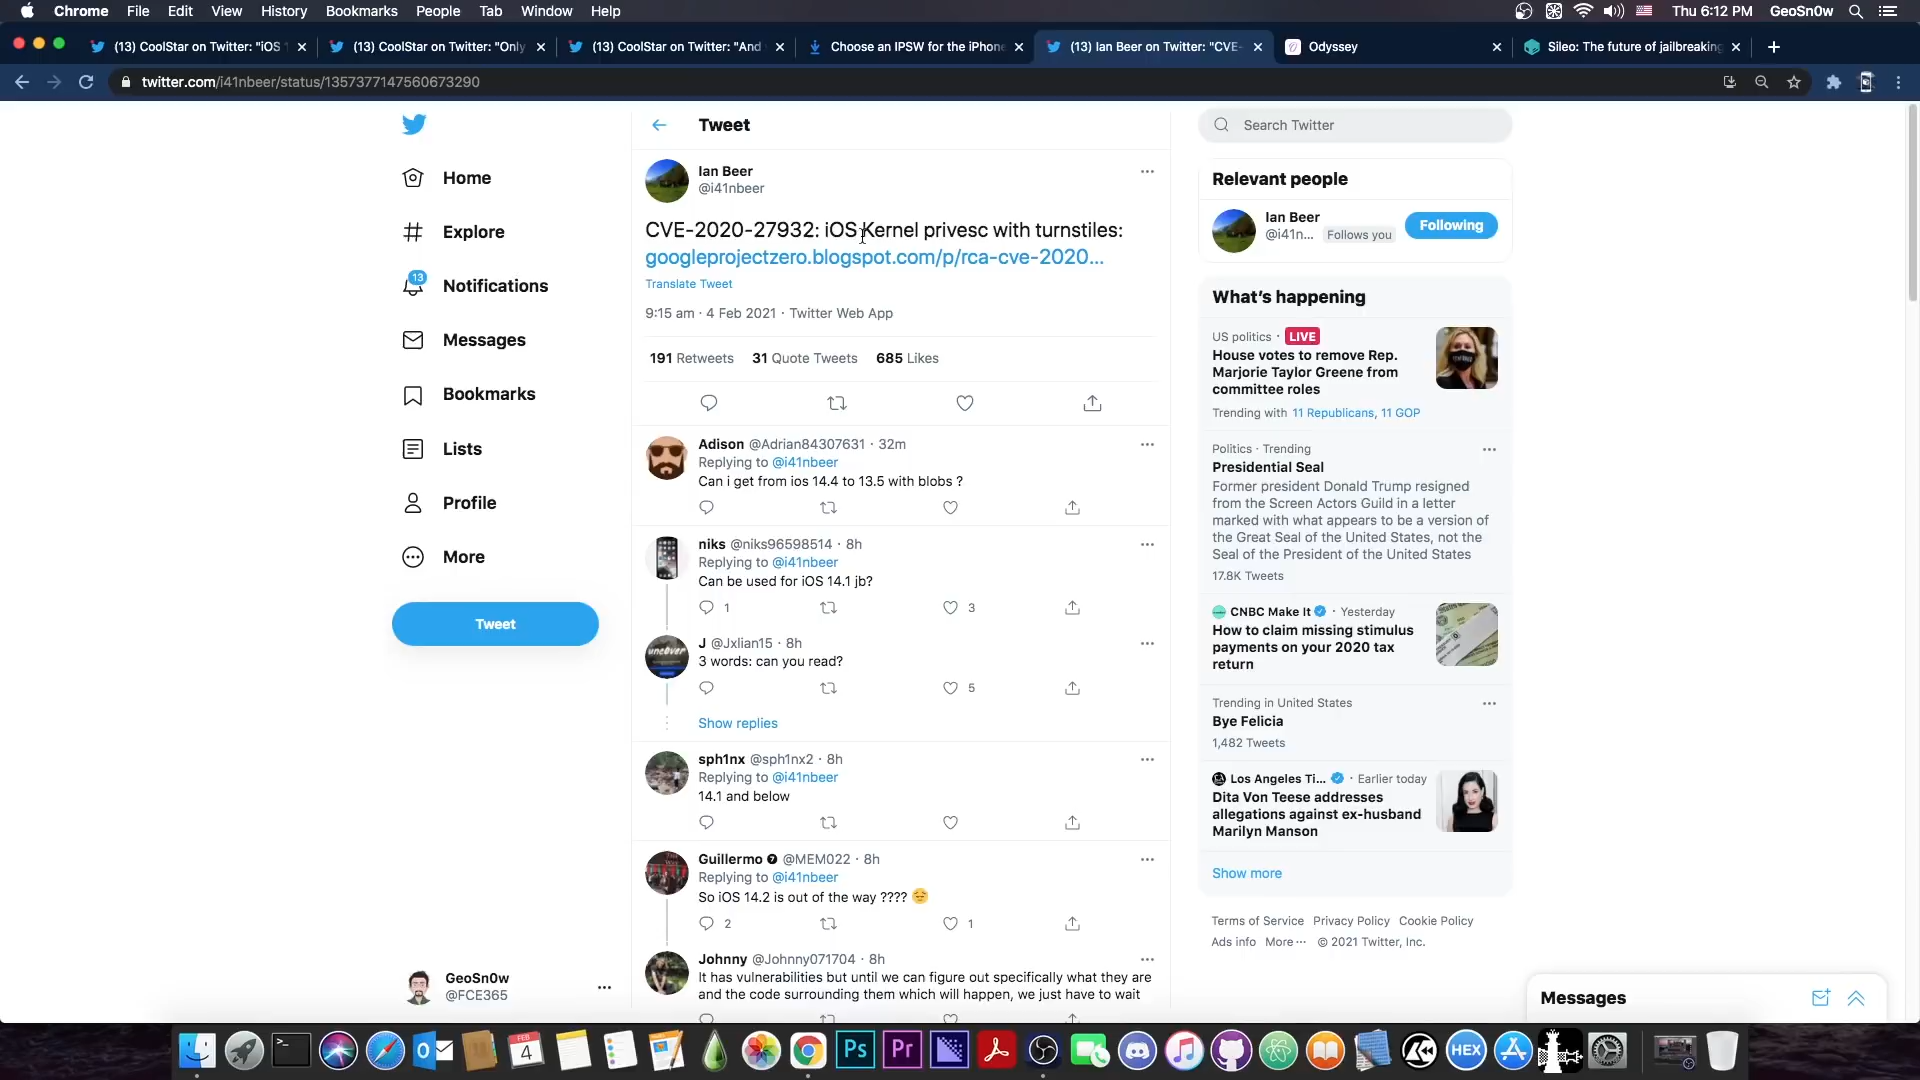 Chrome File Edit View History Bookmarks People Tab Window Help Thu 6:12 PM GeoSn0w
(13) CoolStar on Twitter: "iOS
(13) CoolStar on Twitter: "Only
(13) CoolStar on Twitter: "And
Choose an IPSW for the iPhone
(13) Ian Beer on Twitter: "CVE-
Odyssey
Sileo: The future of jailbreaking
twitter.com/i41nbeer/status/1357377147560673290
Home
Explore
13
Notifications
Messages
Bookmarks
Lists
Profile
More
Tweet
GeoSn0w
@FCE365
Tweet
Ian Beer
@i41nbeer
CVE-2020-27932: iOS Kernel privesc with turnstiles:
googleprojectzero.blogspot.com/p/rca-cve-2020...
Translate Tweet
9:15 am · 4 Feb 2021 · Twitter Web App
191 Retweets 31 Quote Tweets 685 Likes
Adison @Adrian84307631 · 32m
Replying to @i41nbeer
Can i get from ios 14.4 to 13.5 with blobs ?
niks @niks96598514 · 8h
Replying to @i41nbeer
Can be used for iOS 14.1 jb?
1 3
J @Jxlian15 · 8h
3 words: can you read?
5
Show replies
sph1nx @sph1nx2 · 8h
Replying to @i41nbeer
14.1 and below
Guillermo @MEM022 · 8h
Replying to @i41nbeer
So iOS 14.2 is out of the way ????
2 1
Johnny @Johnny071704 · 8h
It has vulnerabilities but until we can figure out specifically what they are
and the code surrounding them which will happen, we just have to wait
Search Twitter
Relevant people
Ian Beer
@i41n... Follows you
Following
What's happening
US politics · LIVE
House votes to remove Rep.
Marjorie Taylor Greene from
committee roles
Trending with 11 Republicans, 11 GOP
Politics · Trending
Presidential Seal
Former president Donald Trump resigned
from the Screen Actors Guild in a letter
marked with what appears to be a version of
the Great Seal of the United States, not the
Seal of the President of the United States
17.8K Tweets
CNBC Make It · Yesterday
How to claim missing stimulus
payments on your 2020 tax
return
Trending in United States
Bye Felicia
1,482 Tweets
Los Angeles Ti... · Earlier today
Dita Von Teese addresses
allegations against ex-husband
Marilyn Manson
Show more
Terms of Service Privacy Policy Cookie Policy
Ads info More ··· © 2021 Twitter, Inc.
Messages
FEB
4
Ps
Pr
HEX